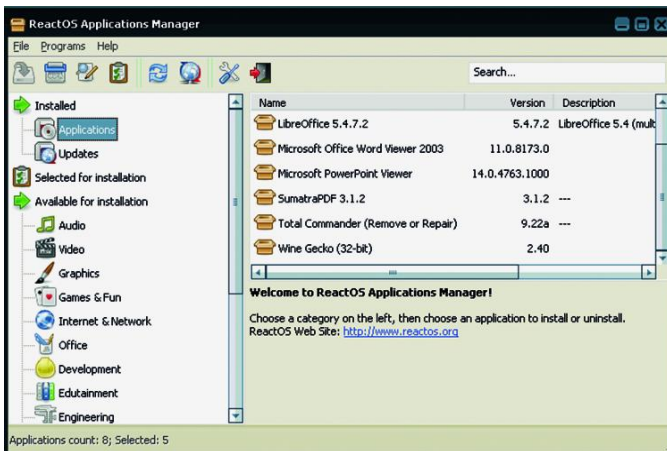 ReactOS Applications Manager
File Programs Help
Search...
Installed
Applications
Updates
Selected for installation
Available for installation
Audio
Video
Graphics
Games & Fun
Internet & Network
Office
Development
Edutainment
Engineering
Name Version Description
LibreOffice 5.4.7.2 5.4.7.2 LibreOffice 5.4 (mult
Microsoft Office Word Viewer 2003 11.0.8173.0
Microsoft PowerPoint Viewer 14.0.4763.1000
SumatraPDF 3.1.2 3.1.2 ---
Total Commander (Remove or Repair) 9.22a ---
Wine Gecko (32-bit) 2.40
Welcome to ReactOS Applications Manager!
Choose a category on the left, then choose an application to install or uninstall.
ReactOS Web Site: http://www.reactos.org
Applications count: 8; Selected: 5